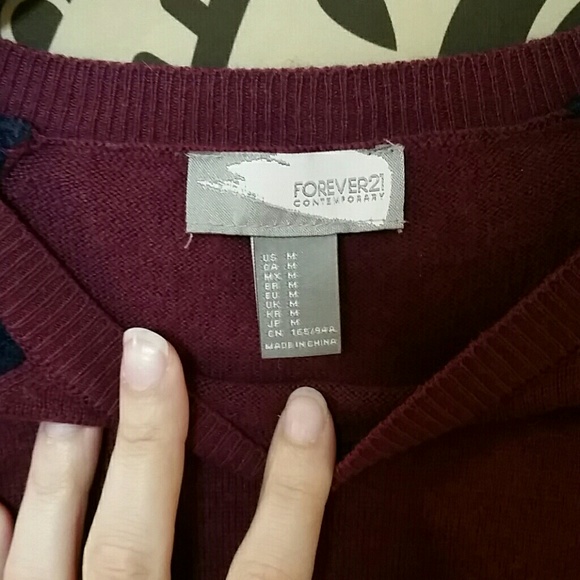 FOREVER21
CONTEMPORARY
US M
CA M
MX M
BR M
EU M
UK M
KR M
JP M
CN 165/84A
MADE IN CHINA